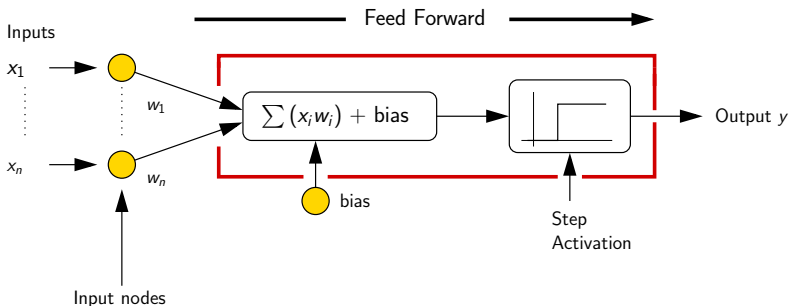 Feed Forward
Inputs
x₁
w₁
∑ (xᵢwᵢ) + bias
Output y
xₙ
wₙ
bias
Step
Activation
Input nodes